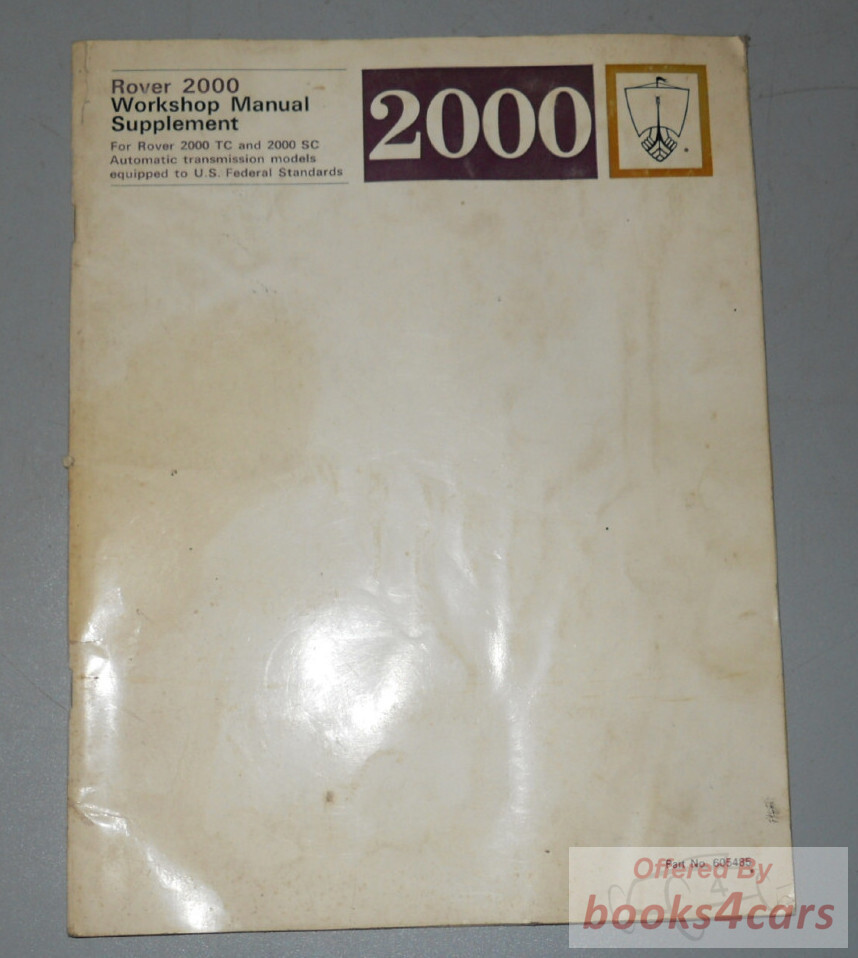 Rover 2000
Workshop Manual
Supplement
For Rover 2000 TC and 2000 SC
Automatic transmission models
equipped to U.S. Federal Standards
2000
Part No. 605485
Offered By
books4cars